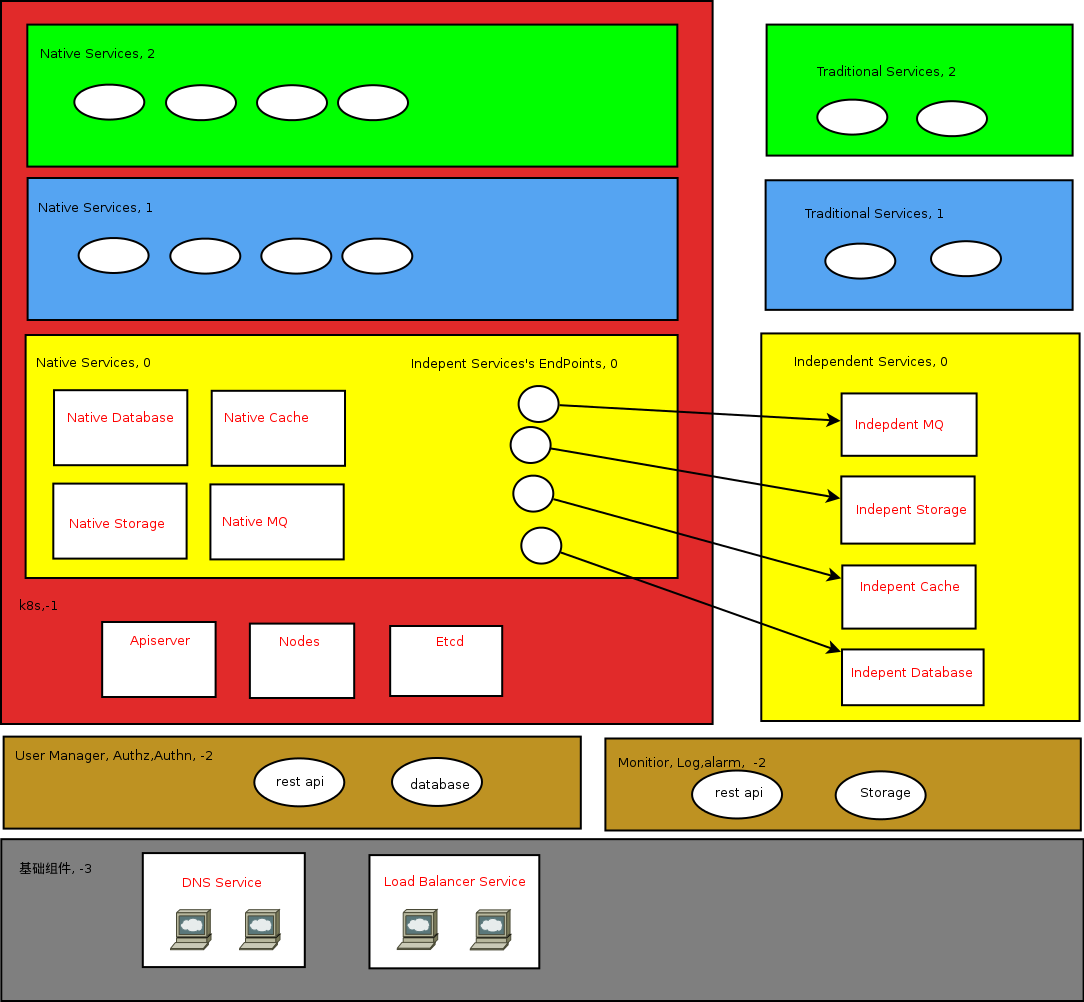 Native Services, 2
Traditional Services, 2
Native Services, 1
Traditional Services, 1
Native Services, 0
Indepent Services's EndPoints, 0
Independent Services, 0
Native Database
Native Cache
Indepdent MQ
Native Storage
Native MQ
Indepent Storage
Indepent Cache
Indepent Database
k8s,-1
Apiserver
Nodes
Etcd
User Manager, Authz,Authn, -2
rest api
database
Monitior, Log,alarm,  -2
rest api
Storage
基础组件, -3
DNS Service
Load Balancer Service